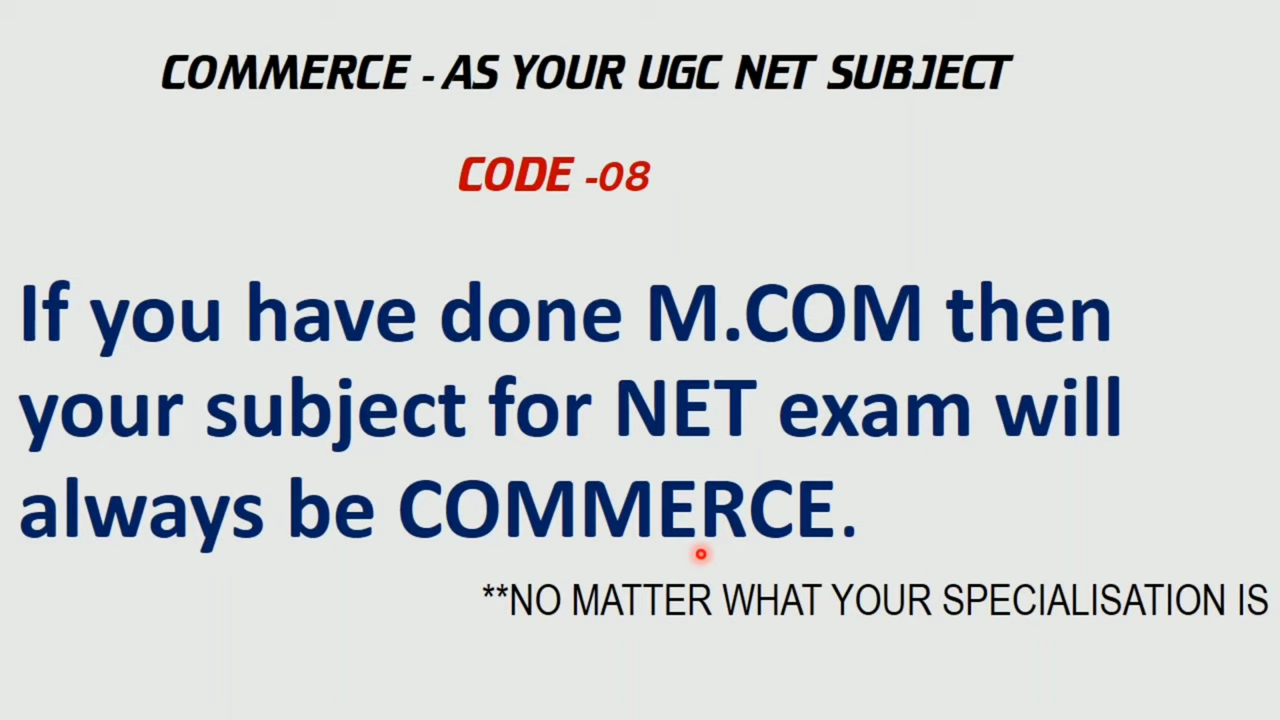 COMMERCE - AS YOUR UGC NET SUBJECT
CODE -08
If you have done M.COM then
your subject for NET exam will
always be COMMERCE.
**NO MATTER WHAT YOUR SPECIALISATION IS